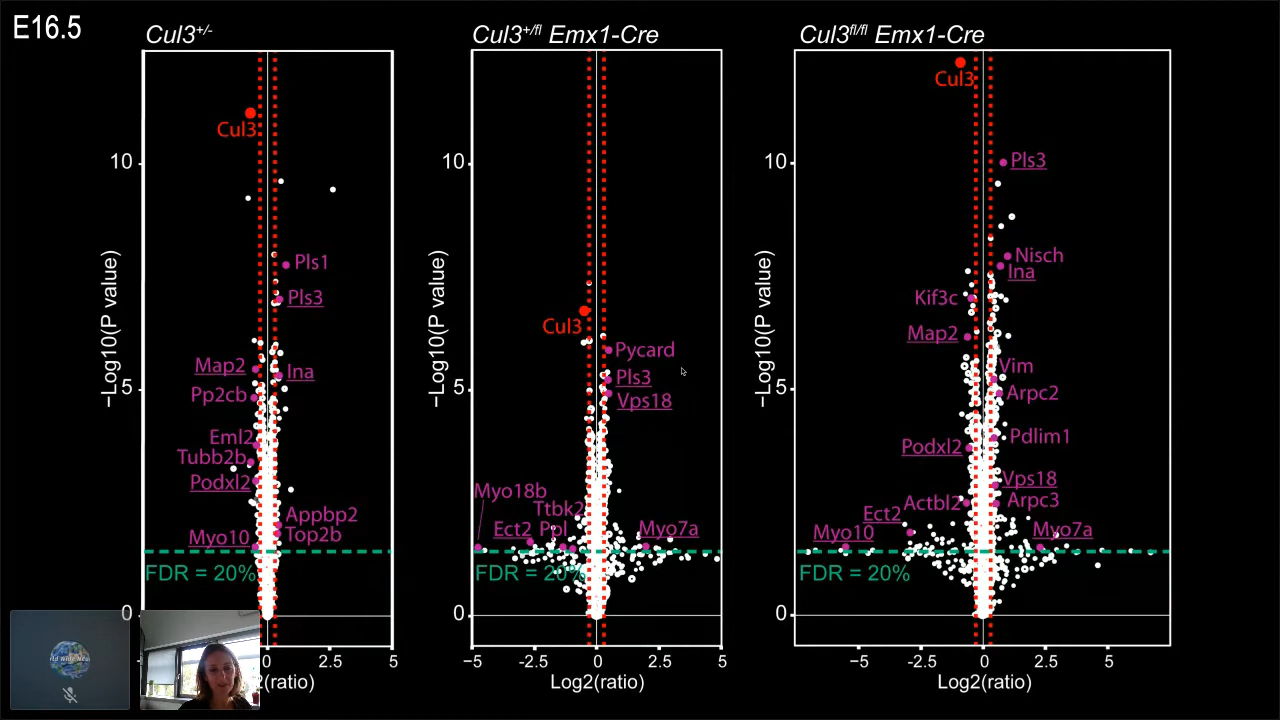 E16.5
Cul3+/-
Cul3+/fl Emx1-Cre
Cul3fl/fl Emx1-Cre
–Log10(P value)
10
5
0
Cul3
Pls1
Pls3
Map2
Ina
Pp2cb
Eml2
Tubb2b
Podxl2
Appbp2
Top2b
Myo10
FDR = 20%
0
5
(ratio)
–Log10(P value)
10
5
0
Cul3
Pycard
Pls3
Vps18
Myo18b
Ttbk2
Ect2
Ppl
Myo7a
FDR = 20%
−5
-2.5
0
2.5
5
Log2(ratio)
–Log10(P value)
10
5
0
Cul3
Pls3
Nisch
Ina
Kif3c
Map2
Vim
Arpc2
Pdlim1
Podxl2
Vps18
Actbl2
Arpc3
Ect2
Myo10
Myo7a
FDR = 20%
−5
-2.5
0
2.5
5
Log2(ratio)